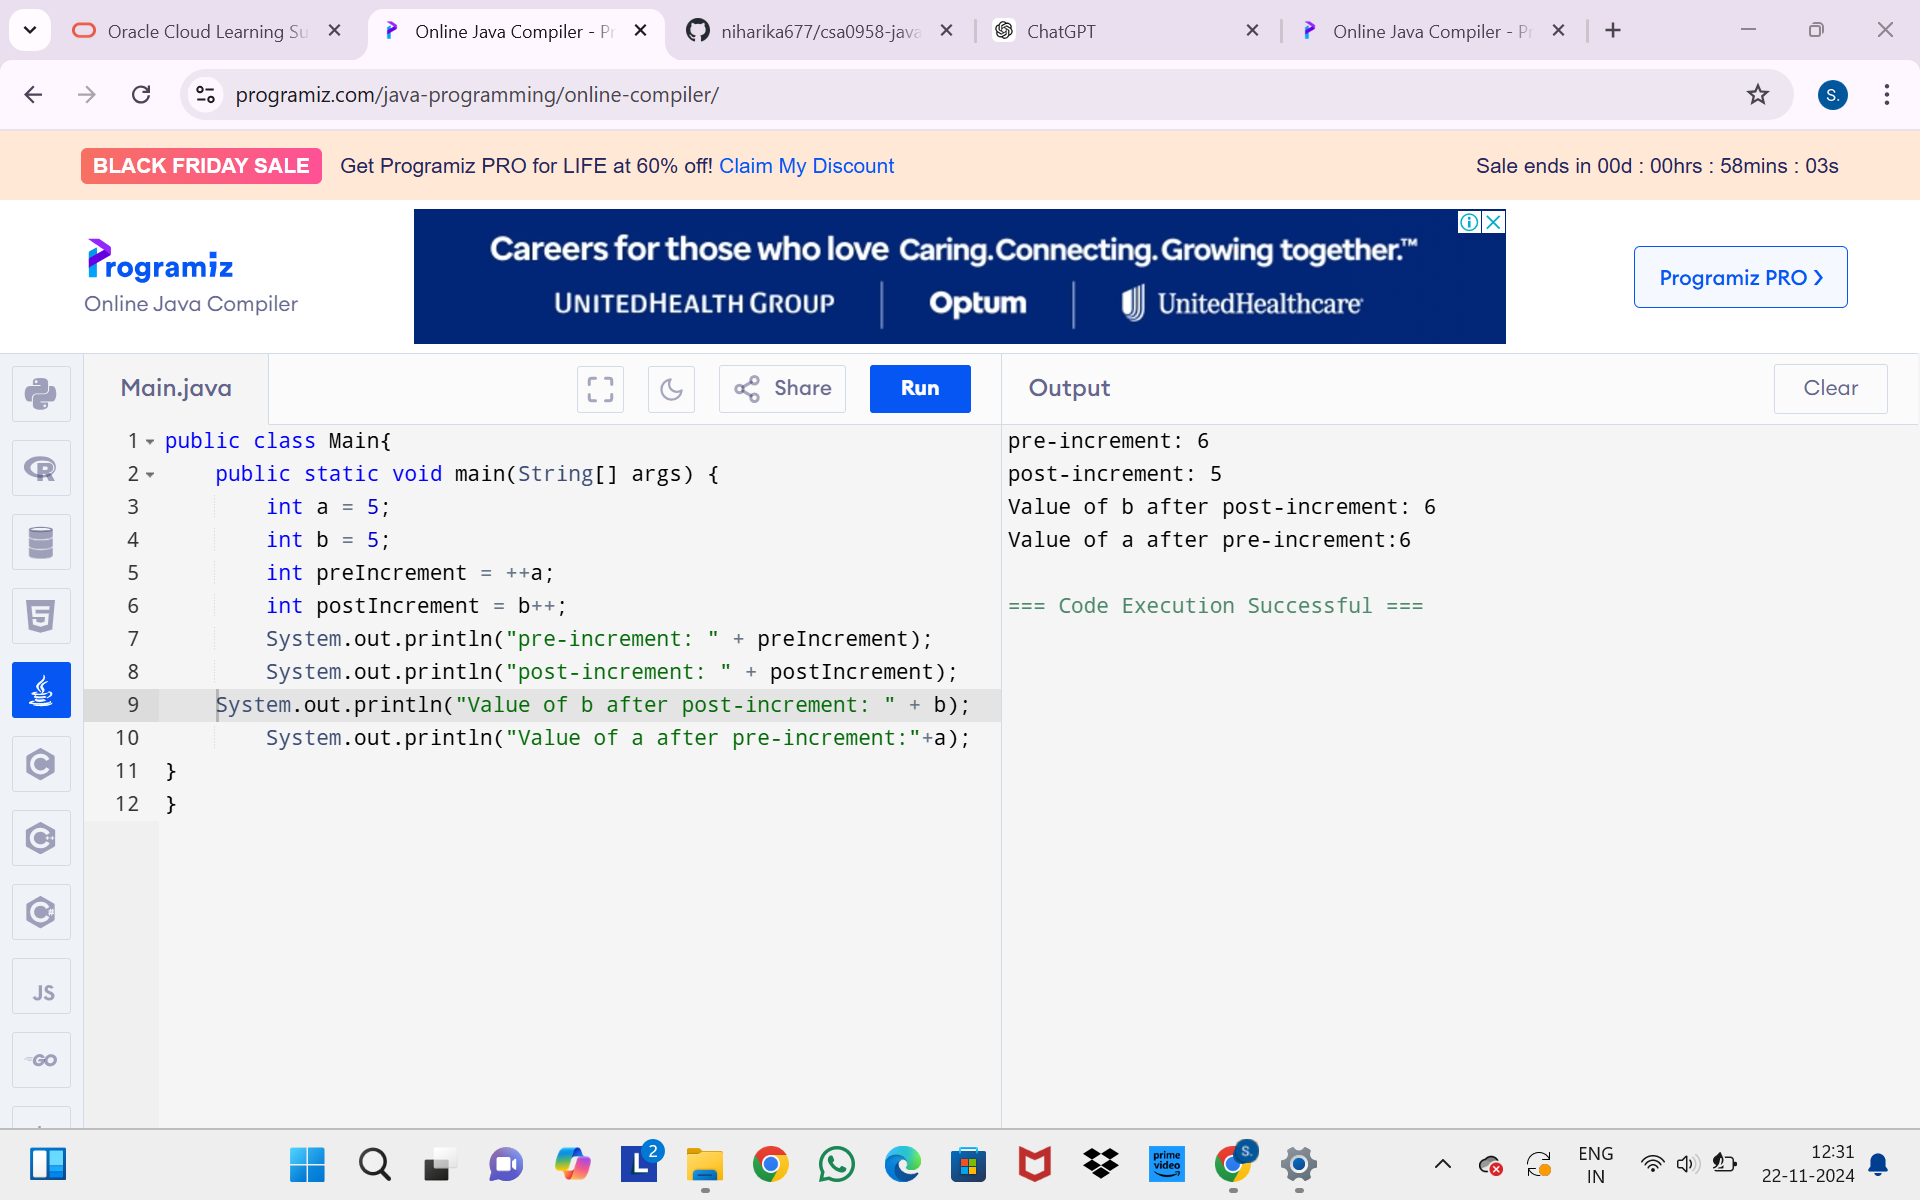 Oracle Cloud Learning Su
Online Java Compiler - Pr
niharika677/csa0958-java
ChatGPT
Online Java Compiler - Pr
programiz.com/java-programming/online-compiler/
S.
BLACK FRIDAY SALE Get Programiz PRO for LIFE at 60% off! Claim My Discount
Sale ends in 00d : 00hrs : 58mins : 03s
Programiz
Online Java Compiler
Careers for those who love Caring. Connecting. Growing together.™
UNITEDHEALTH GROUP
Optum
UnitedHealthcare
Programiz PRO ›
Main.java
Share
Run
Output
Clear
1 public class Main{
2     public static void main(String[] args) {
3         int a = 5;
4         int b = 5;
5         int preIncrement = ++a;
6         int postIncrement = b++;
7         System.out.println("pre-increment: " + preIncrement);
8         System.out.println("post-increment: " + postIncrement);
9     System.out.println("Value of b after post-increment: " + b);
10         System.out.println("Value of a after pre-increment:"+a);
11 }
12 }
pre-increment: 6
post-increment: 5
Value of b after post-increment: 6
Value of a after pre-increment:6
=== Code Execution Successful ===
R
5
C
C++
C#
JS
GO
L
2
prime video
S.
ENG
IN
12:31
22-11-2024